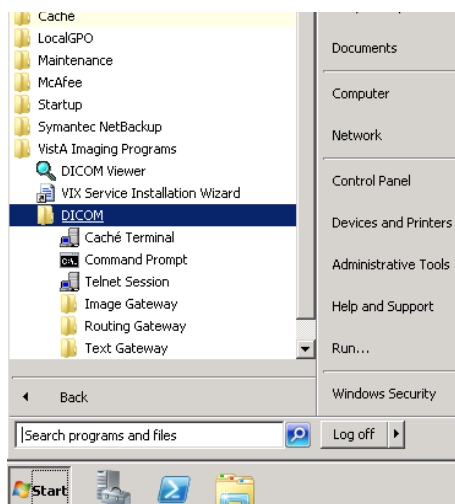 Caché
LocalGPO
Maintenance
McAfee
Startup
Symantec NetBackup
VistA Imaging Programs
DICOM Viewer
VIX Service Installation Wizard
DICOM
Caché Terminal
C:\.
Command Prompt
Telnet Session
Image Gateway
Routing Gateway
Text Gateway
Back
Search programs and files
Documents
Computer
Network
Control Panel
Devices and Printers
Administrative Tools
Help and Support
Run...
Windows Security
Log off
Start